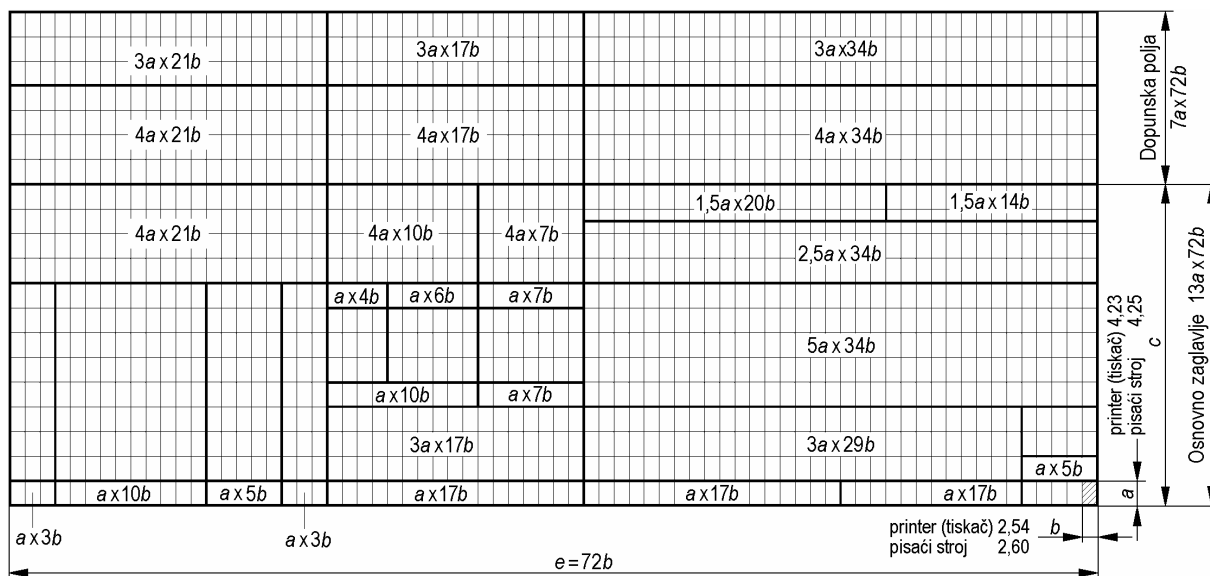 3a x 21b
3a x 17b
3a x 34b
4a x 21b
4a x 17b
4a x 34b
Dopunska polja
7a x 72b
4a x 21b
4a x 10b
4a x 7b
1,5a x 20b
1,5a x 14b
2,5a x 34b
a x 4b
a x 6b
a x 7b
5a x 34b
a x 10b
a x 7b
3a x 17b
3a x 29b
a x 5b
a x 10b
a x 5b
a x 17b
a x 17b
a x 17b
a x 3b
a x 3b
printer (tiskač) 4,23
pisaći stroj 4,25
c
Osnovno zaglavlje 13a x 72b
a
printer (tiskač) 2,54
pisaći stroj 2,60
b
e = 72b